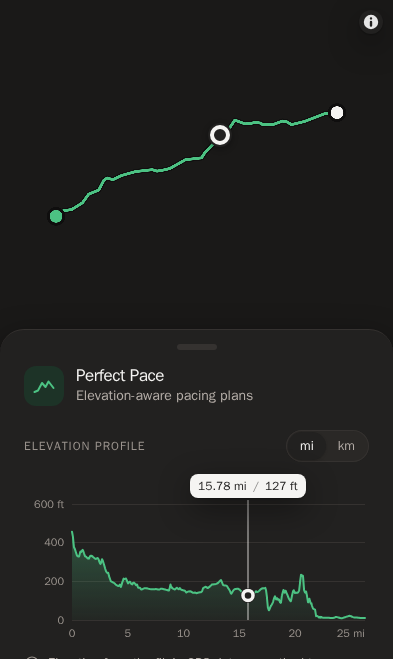 Perfect Pace
Elevation-aware pacing plans
ELEVATION PROFILE
mi km
15.78 mi / 127 ft
600 ft
400
200
0
0 5 10 15 20 25 mi